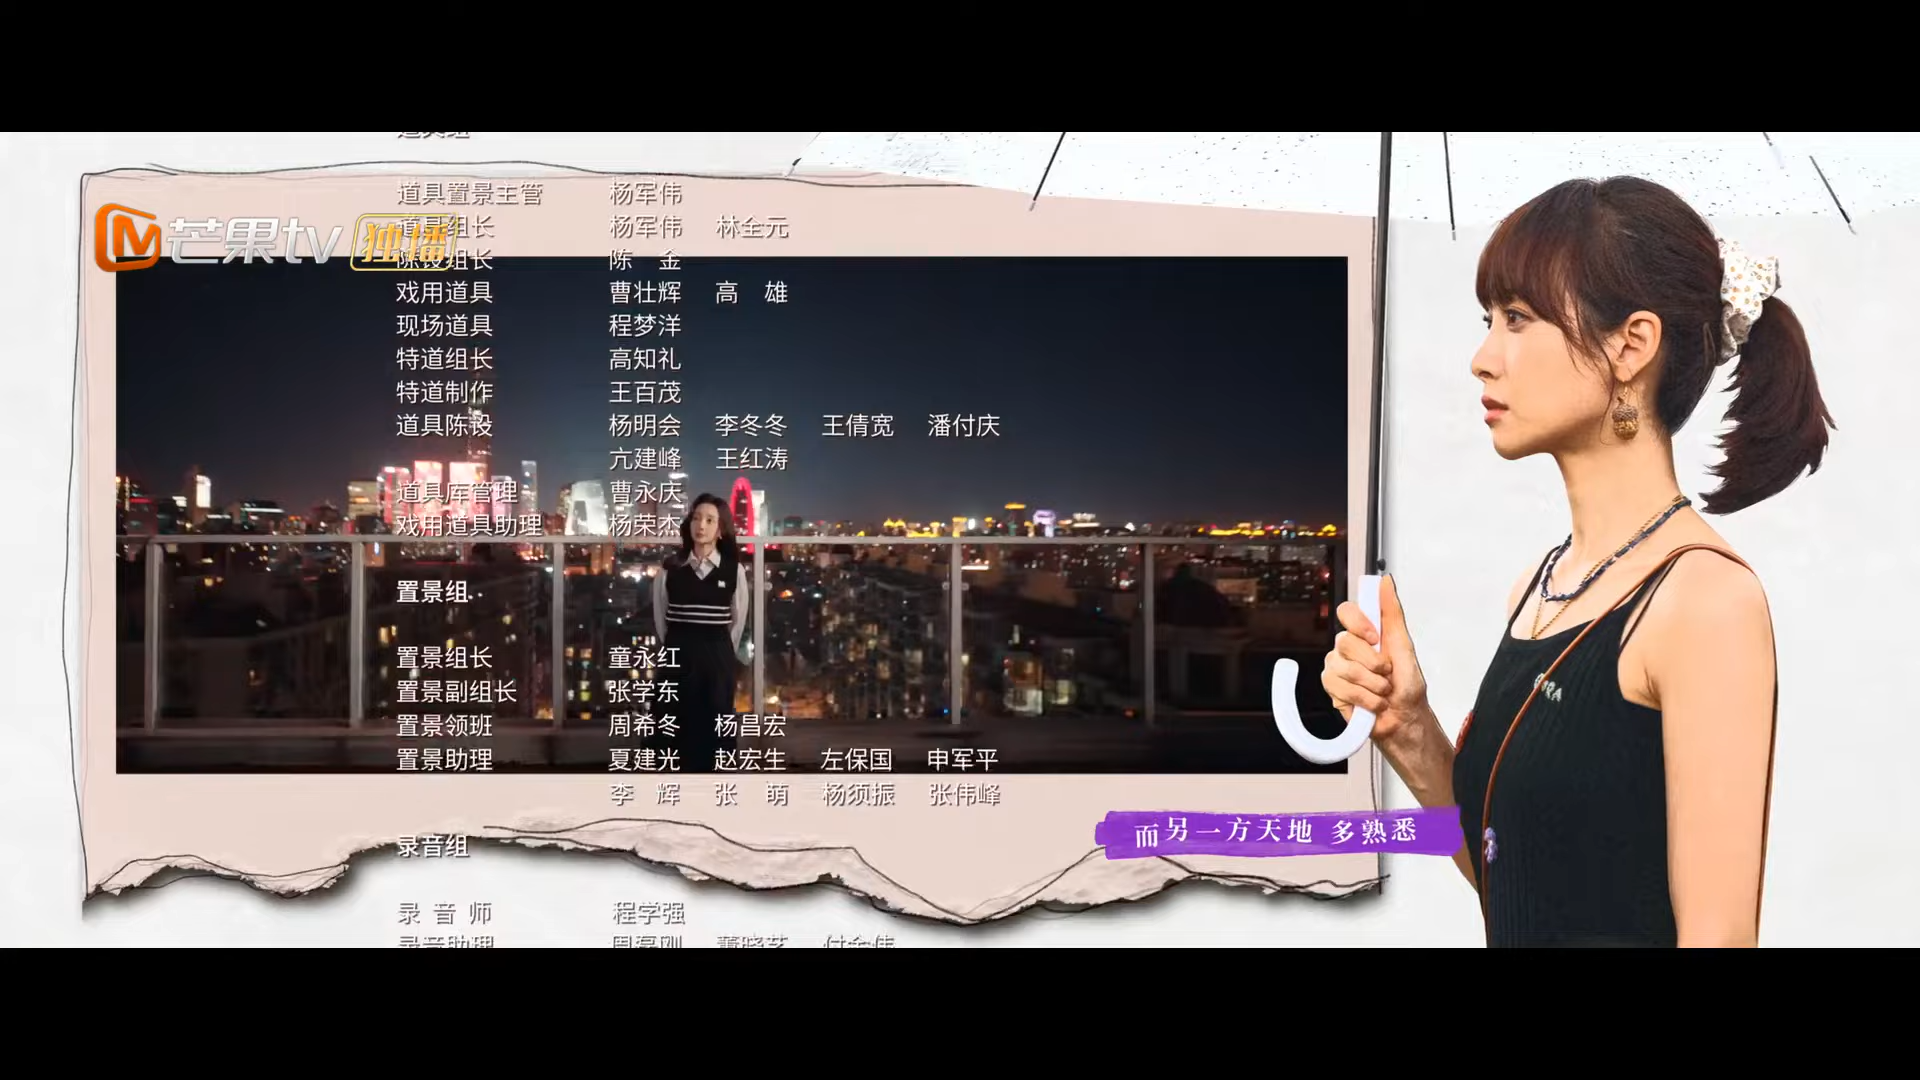 道具置景主管 杨军伟
芒果tv 独播
道具组长 杨军伟 林全元
陈设组长 陈 金
戏用道具 曹壮辉 高 雄
现场道具 程梦洋
特道组长 高知礼
特道制作 王百茂
道具陈设 杨明会 李冬冬 王倩宽 潘付庆
亢建峰 王红涛
道具库管理 曹永庆
戏用道具助理 杨荣杰
置景组
置景组长 童永红
置景副组长 张学东
置景领班 周希冬 杨昌宏
置景助理 夏建光 赵宏生 左保国 申军平
李 辉 张 萌 杨须振 张伟峰
而另一方天地 多熟悉
录音组
录音师 程学强
录音助理